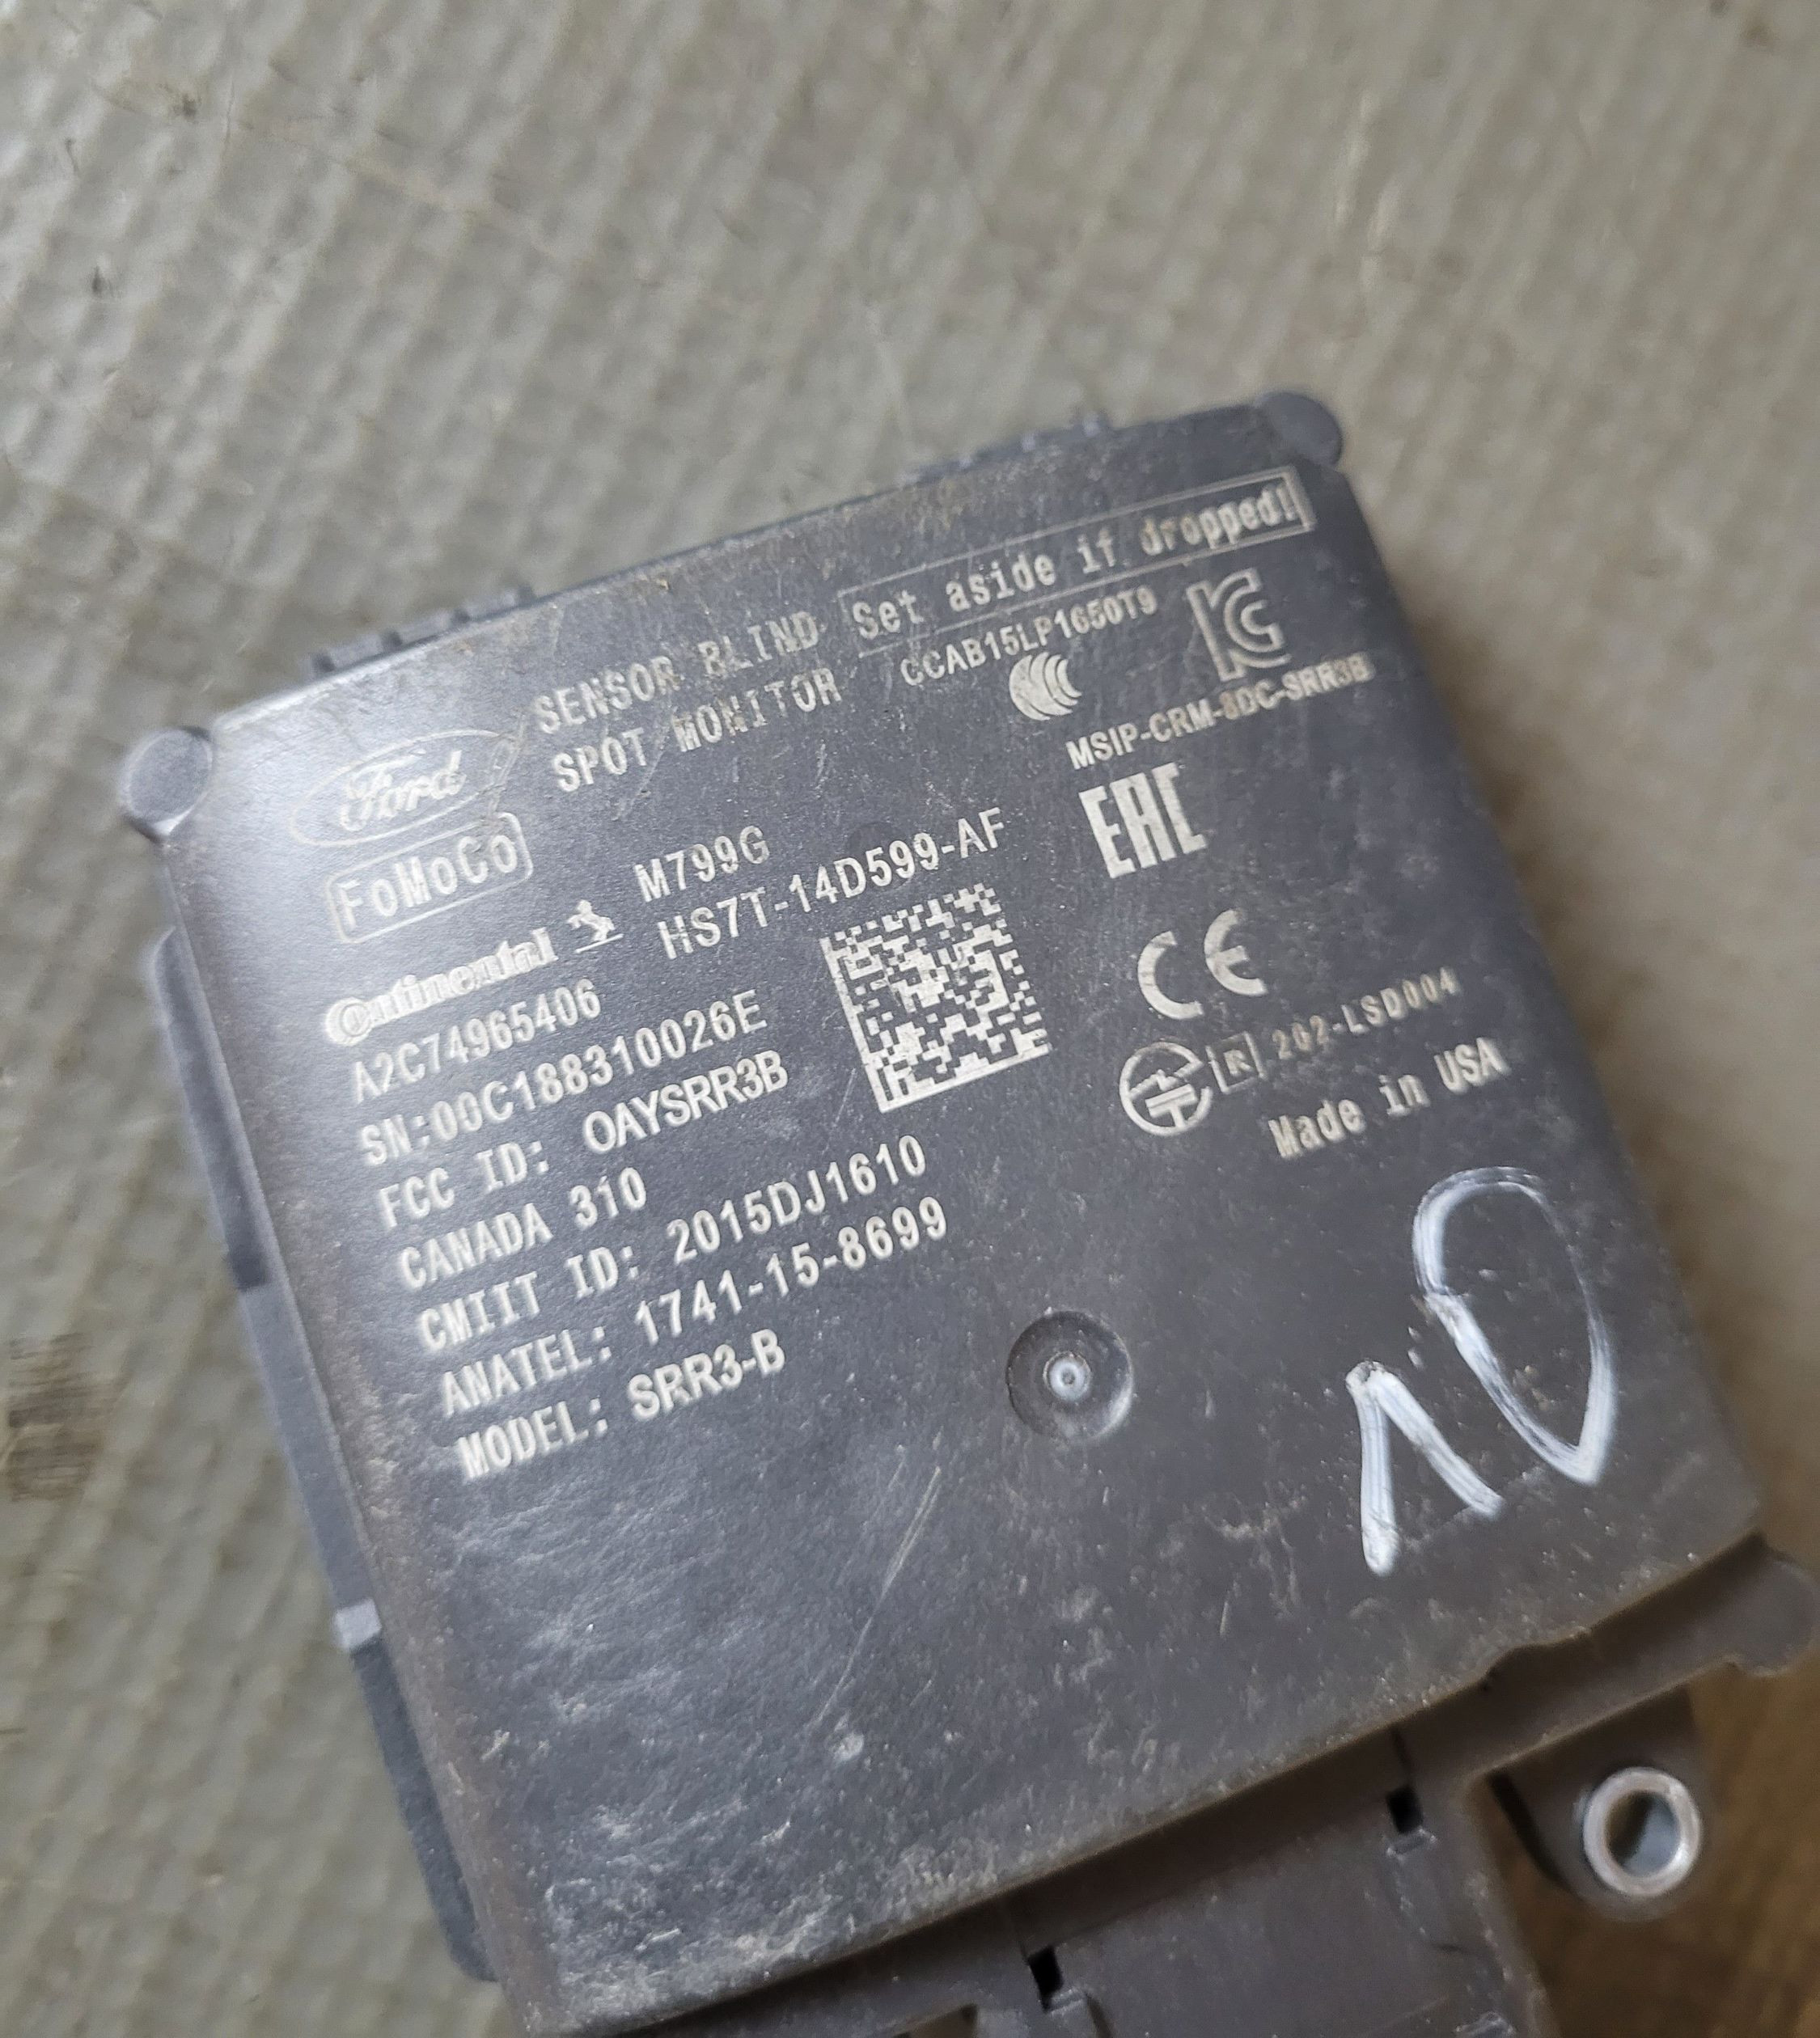 SENSOR BLIND
SPOT MONITOR
Set aside if dropped!
CCAB15LP1650T9
MSIP-CRM-8DC-SRR3B
Ford
FoMoCo
M799G
HS7T-14D599-AF
EAC
Continental
A2C74965406
SN:00C188310026E
FCC ID: OAYSRR3B
CANADA 310
CMIIT ID: 2015DJ1610
ANATEL: 1741-15-8699
MODEL: SRR3-B
CE
R 202-LSD004
Made in USA
10